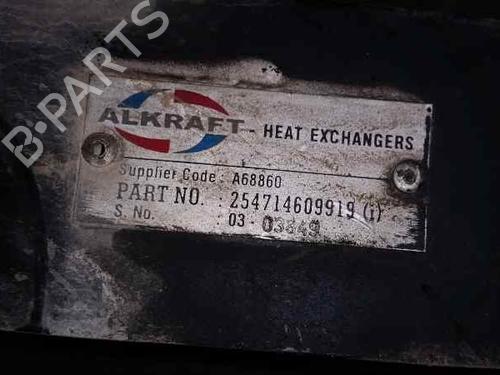 B-PARTS
ALKRAFT - HEAT EXCHANGERS
Supplier Code : A68860
PART NO. : 254714609919 (i)
S. No. : 03 03849